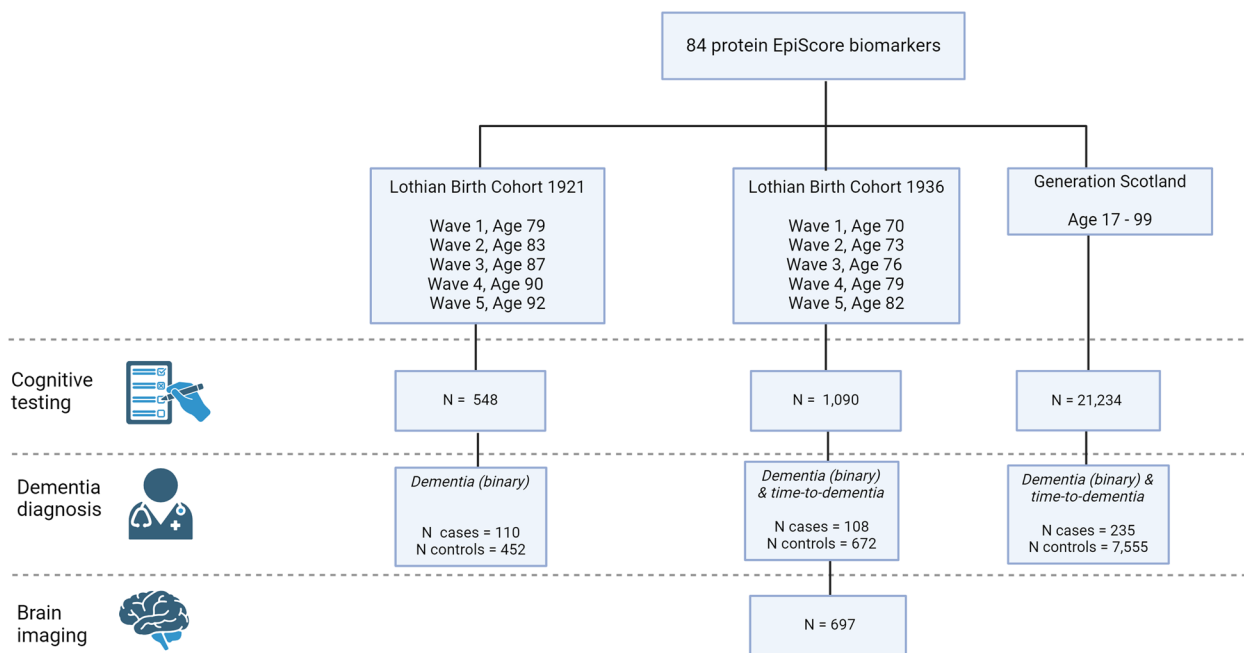 84 protein EpiScore biomarkers
Lothian Birth Cohort 1921
Wave 1, Age 79
Wave 2, Age 83
Wave 3, Age 87
Wave 4, Age 90
Wave 5, Age 92
Lothian Birth Cohort 1936
Wave 1, Age 70
Wave 2, Age 73
Wave 3, Age 76
Wave 4, Age 79
Wave 5, Age 82
Generation Scotland
Age 17 - 99
Cognitive
testing
N = 548
N = 1,090
N = 21,234
Dementia
diagnosis
Dementia (binary)
N cases = 110
N controls = 452
Dementia (binary)
& time-to-dementia
N cases = 108
N controls = 672
Dementia (binary) &
time-to-dementia
N cases = 235
N controls = 7,555
Brain
imaging
N = 697